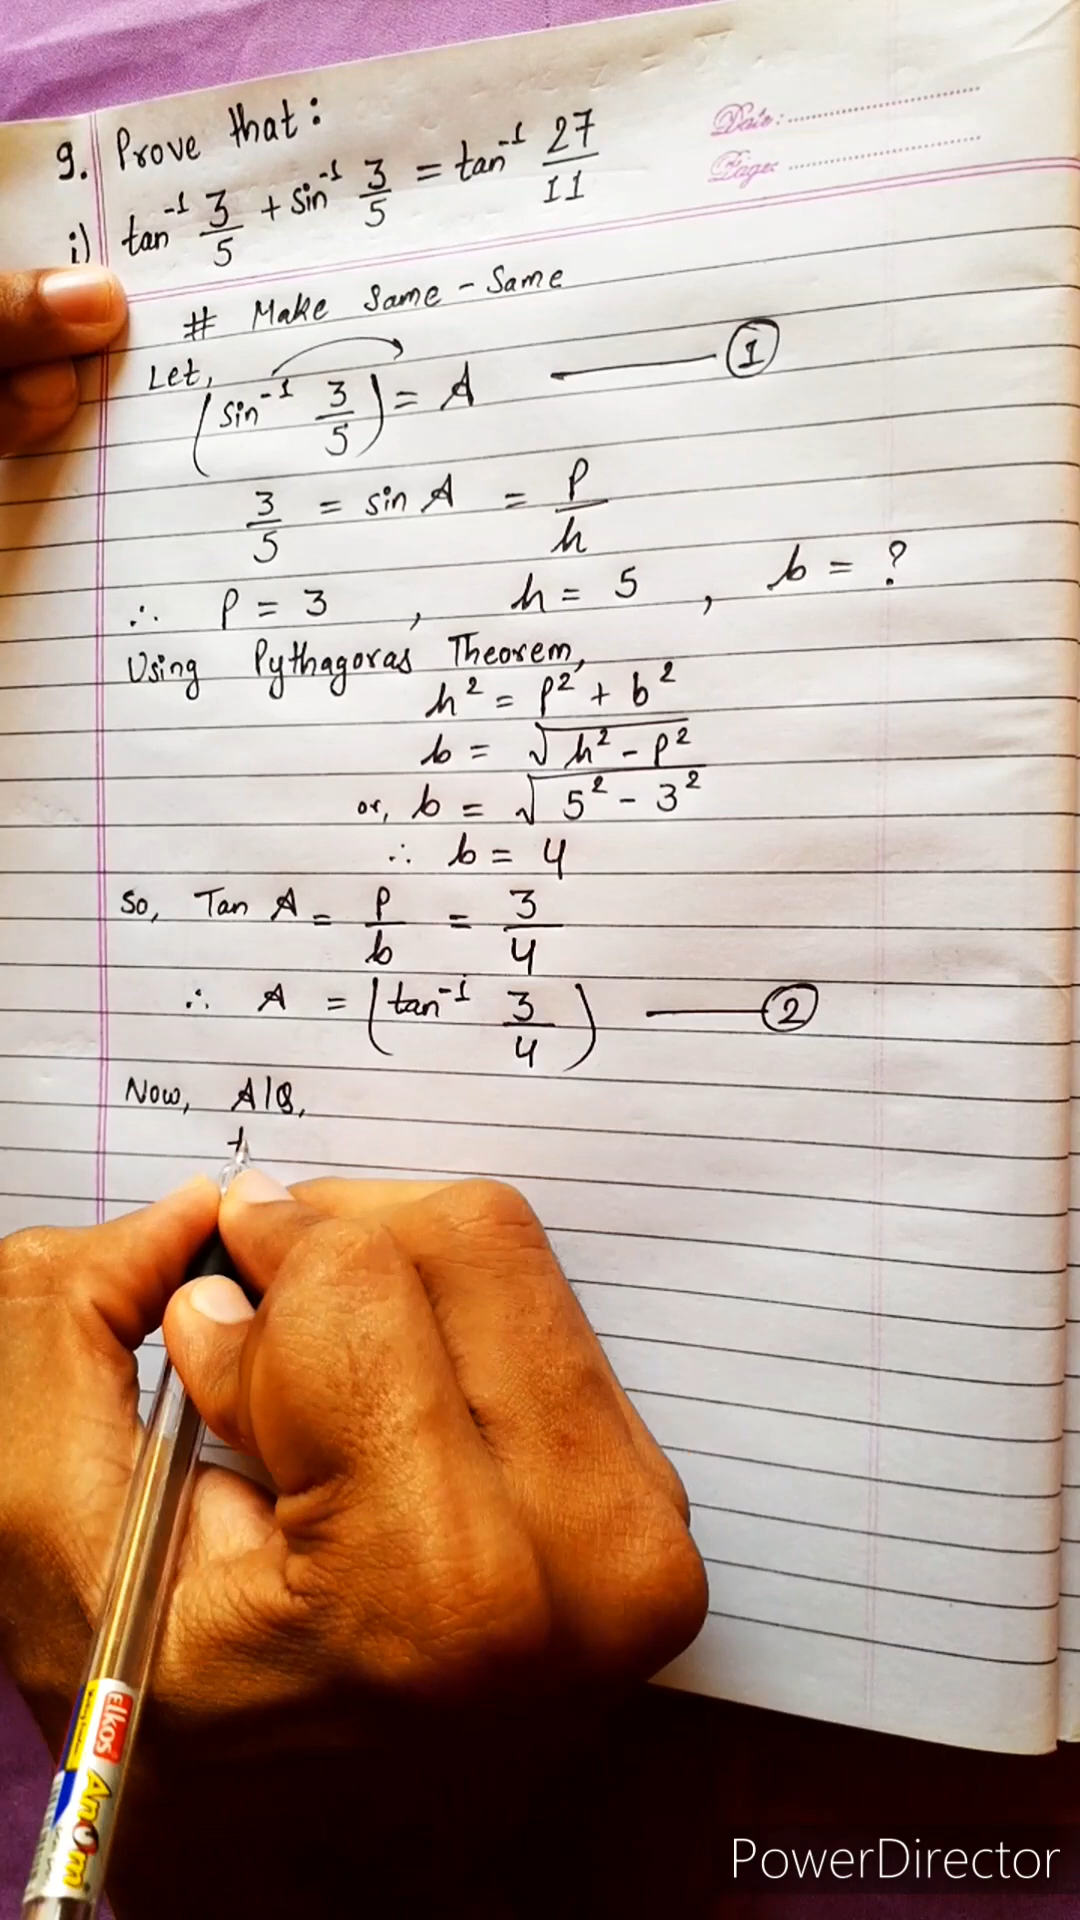 9. Prove that:
i) tan⁻¹ 3/5 + sin⁻¹ 3/5 = tan⁻¹ 27/11
Date:
Page:
# Make Same - Same
Let,
(sin⁻¹ 3/5) = A ——— ①
3/5 = sin A = p/h
∴ p = 3 , h = 5 , b = ?
Using Pythagoras Theorem,
h² = p² + b²
b = √h² - p²
or, b = √5² - 3²
∴ b = 4
So, Tan A = p/b = 3/4
∴ A = (tan⁻¹ 3/4) ——— ②
Now, A/Q,
t
Elkos
Anomi
PowerDirector